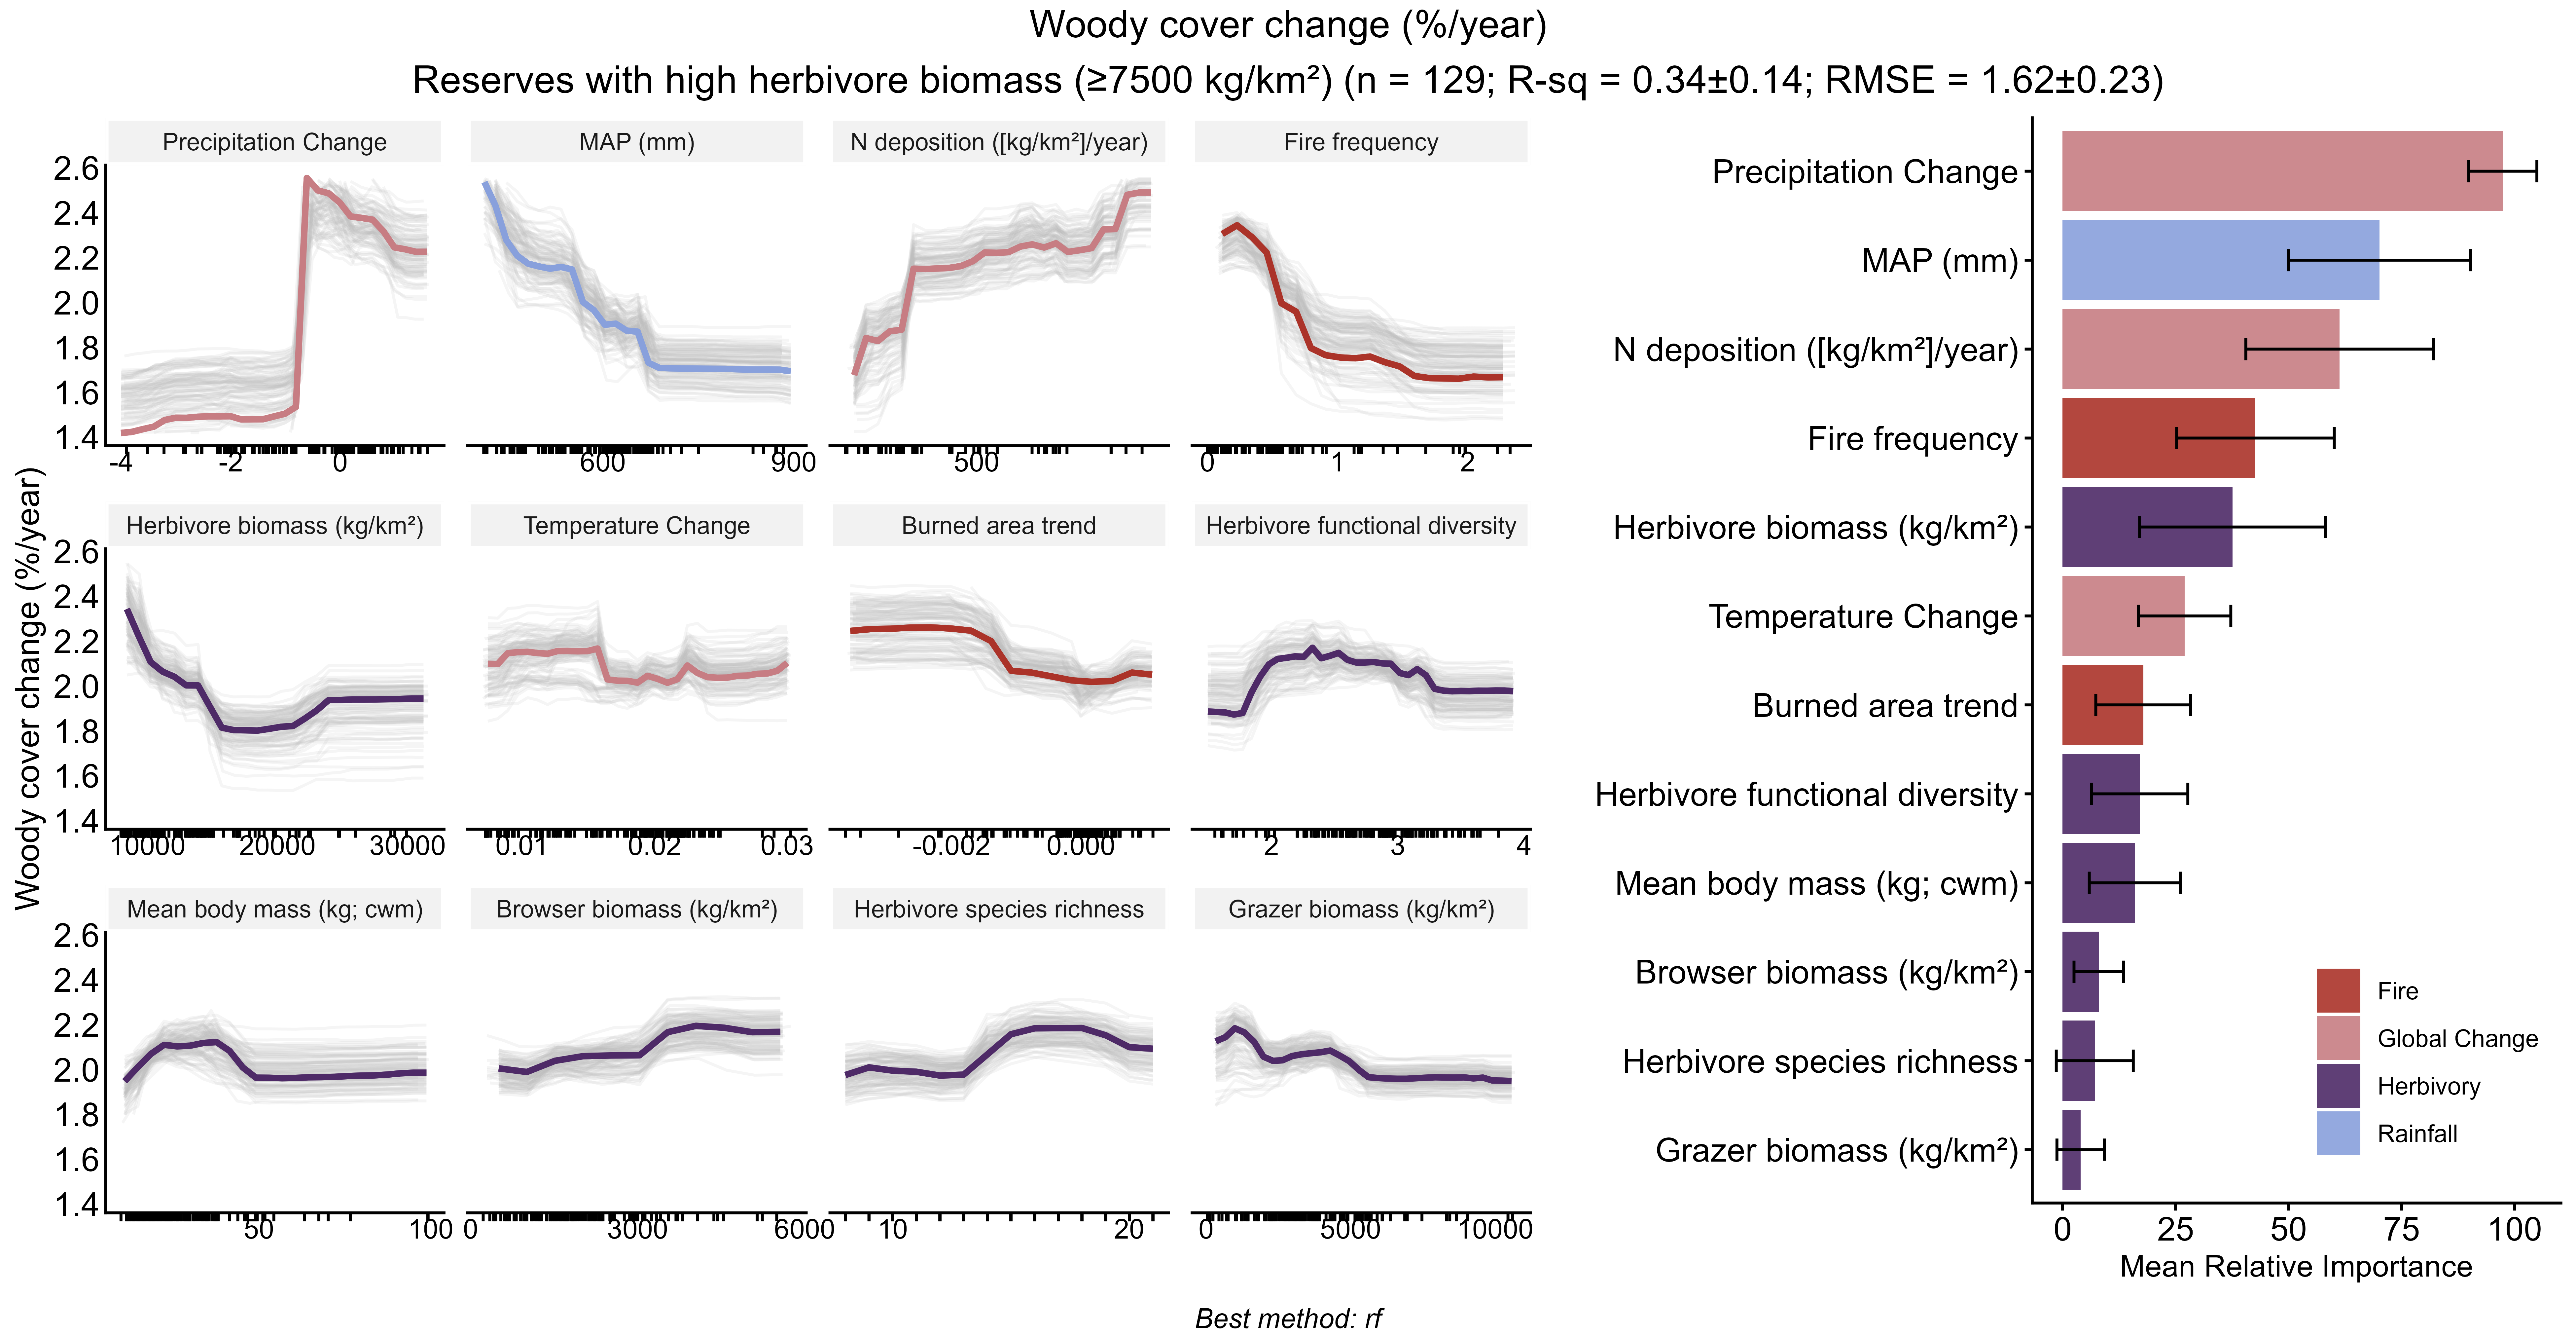 Woody cover change (%/year)
Reserves with high herbivore biomass (≥7500 kg/km²) (n = 129; R-sq = 0.34±0.14; RMSE = 1.62±0.23)
Woody cover change (%/year)
Precipitation Change
MAP (mm)
N deposition ([kg/km²]/year)
Fire frequency
2.6
2.4
2.2
2.0
1.8
1.6
1.4
-4 -2 0
600 900
500
0 1 2
Herbivore biomass (kg/km²)
Temperature Change
Burned area trend
Herbivore functional diversity
2.6
2.4
2.2
2.0
1.8
1.6
1.4
10000 20000 30000
0.01 0.02 0.03
-0.002 0.000
2 3 4
Mean body mass (kg; cwm)
Browser biomass (kg/km²)
Herbivore species richness
Grazer biomass (kg/km²)
2.6
2.4
2.2
2.0
1.8
1.6
1.4
50 100
0 3000 6000
10 20
0 5000 10000
Best method: rf
Precipitation Change
MAP (mm)
N deposition ([kg/km²]/year)
Fire frequency
Herbivore biomass (kg/km²)
Temperature Change
Burned area trend
Herbivore functional diversity
Mean body mass (kg; cwm)
Browser biomass (kg/km²)
Herbivore species richness
Grazer biomass (kg/km²)
0 25 50 75 100
Mean Relative Importance
Fire
Global Change
Herbivory
Rainfall